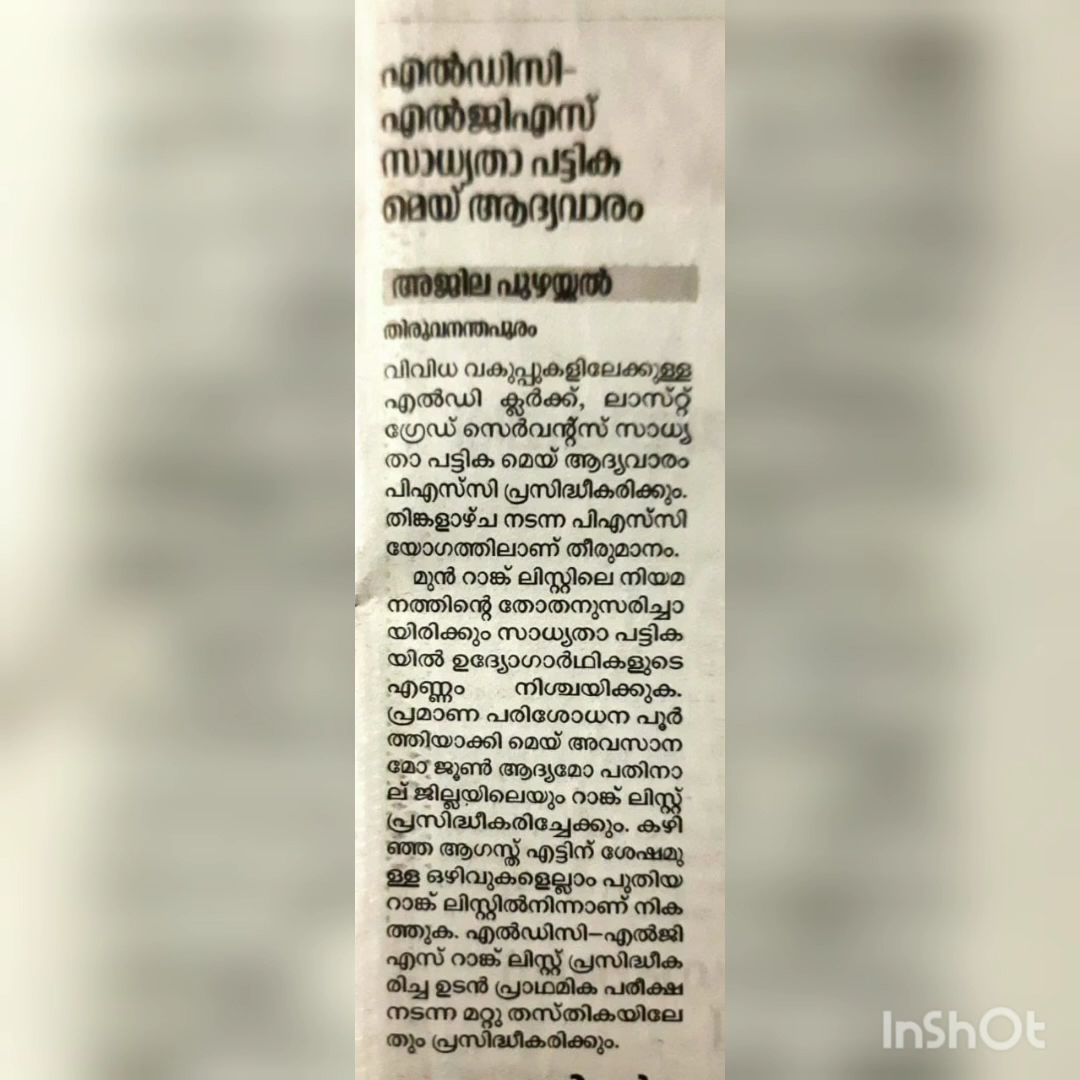 എൽഡിസി–
എൽജിഎസ്
സാധ്യതാ പട്ടിക
മെയ് ആദ്യവാരം
അജില പുഴയ്ക്കൽ
തിരുവനന്തപുരം
വിവിധ വകുപ്പുകളിലേക്കുള്ള
എൽഡി ക്ലർക്ക്, ലാസ്റ്റ്
ഗ്രേഡ് സെർവന്റ്സ് സാധ്യ
താ പട്ടിക മെയ് ആദ്യവാരം
പിഎസ്‌സി പ്രസിദ്ധീകരിക്കും.
തിങ്കളാഴ്ച നടന്ന പിഎസ്‌സി
യോഗത്തിലാണ് തീരുമാനം.
മുൻ റാങ്ക് ലിസ്റ്റിലെ നിയമ
നത്തിന്റെ തോതനുസരിച്ചാ
യിരിക്കും സാധ്യതാ പട്ടിക
യിൽ ഉദ്യോഗാർഥികളുടെ
എണ്ണം നിശ്ചയിക്കുക.
പ്രമാണ പരിശോധന പൂർ
ത്തിയാക്കി മെയ് അവസാന
മോ ജൂൺ ആദ്യമോ പതിനാ
ല് ജില്ലയിലെയും റാങ്ക് ലിസ്റ്റ്
പ്രസിദ്ധീകരിച്ചേക്കും. കഴി
ഞ്ഞ ആഗസ്ത് എട്ടിന് ശേഷമു
ള്ള ഒഴിവുകളെല്ലാം പുതിയ
റാങ്ക് ലിസ്റ്റിൽനിന്നാണ് നിക
ത്തുക. എൽഡിസി–എൽജി
എസ് റാങ്ക് ലിസ്റ്റ് പ്രസിദ്ധീക
രിച്ച ഉടൻ പ്രാഥമിക പരീക്ഷ
നടന്ന മറ്റു തസ്തികയിലേ
തും പ്രസിദ്ധീകരിക്കും.
InShOt